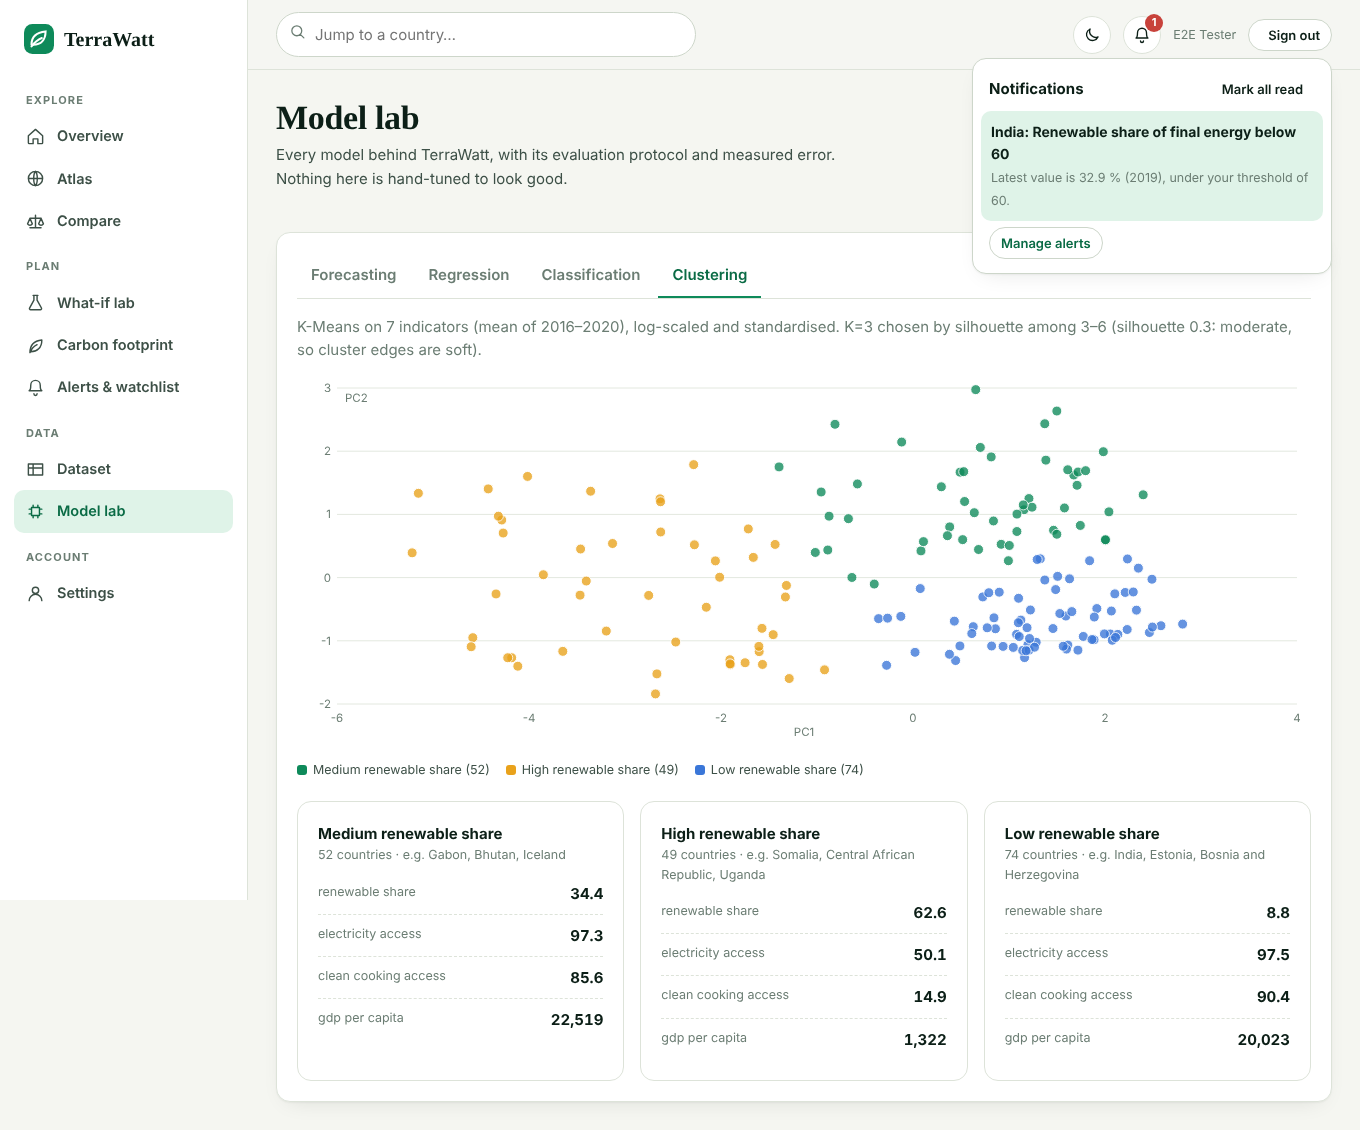 TerraWatt
EXPLORE
Overview
Atlas
Compare
PLAN
What-if lab
Carbon footprint
Alerts & watchlist
DATA
Dataset
Model lab
ACCOUNT
Settings
Jump to a country...
1
E2E Tester
Sign out
Notifications
Mark all read
India: Renewable share of final energy below
60
Latest value is 32.9 % (2019), under your threshold of
60.
Manage alerts
Model lab
Every model behind TerraWatt, with its evaluation protocol and measured error.
Nothing here is hand-tuned to look good.
Forecasting
Regression
Classification
Clustering
K-Means on 7 indicators (mean of 2016–2020), log-scaled and standardised. K=3 chosen by silhouette among 3–6 (silhouette 0.3: moderate,
so cluster edges are soft).
3
PC2
2
1
0
-1
-2
-6
-4
-2
0
2
4
PC1
Medium renewable share (52)
High renewable share (49)
Low renewable share (74)
Medium renewable share
52 countries · e.g. Gabon, Bhutan, Iceland
renewable share 34.4
electricity access 97.3
clean cooking access 85.6
gdp per capita 22,519
High renewable share
49 countries · e.g. Somalia, Central African
Republic, Uganda
renewable share 62.6
electricity access 50.1
clean cooking access 14.9
gdp per capita 1,322
Low renewable share
74 countries · e.g. India, Estonia, Bosnia and
Herzegovina
renewable share 8.8
electricity access 97.5
clean cooking access 90.4
gdp per capita 20,023